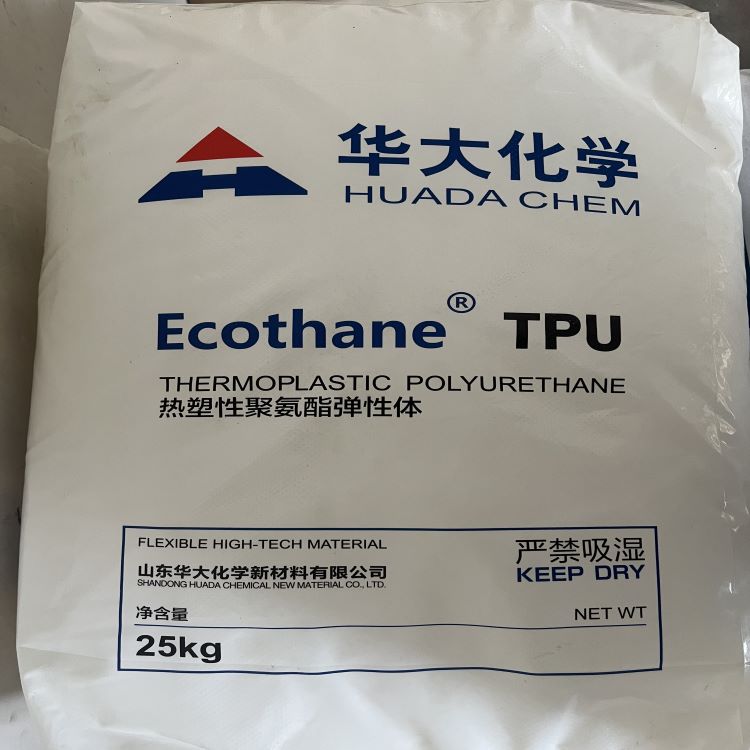 华大化学
HUADA CHEM
Ecothane® TPU
THERMOPLASTIC POLYURETHANE
热塑性聚氨酯弹性体
FLEXIBLE HIGH-TECH MATERIAL
山东华大化学新材料有限公司
SHANDONG HUADA CHEMICAL NEW MATERIAL CO., LTD.
严禁吸湿
KEEP DRY
净含量 NET WT
25kg